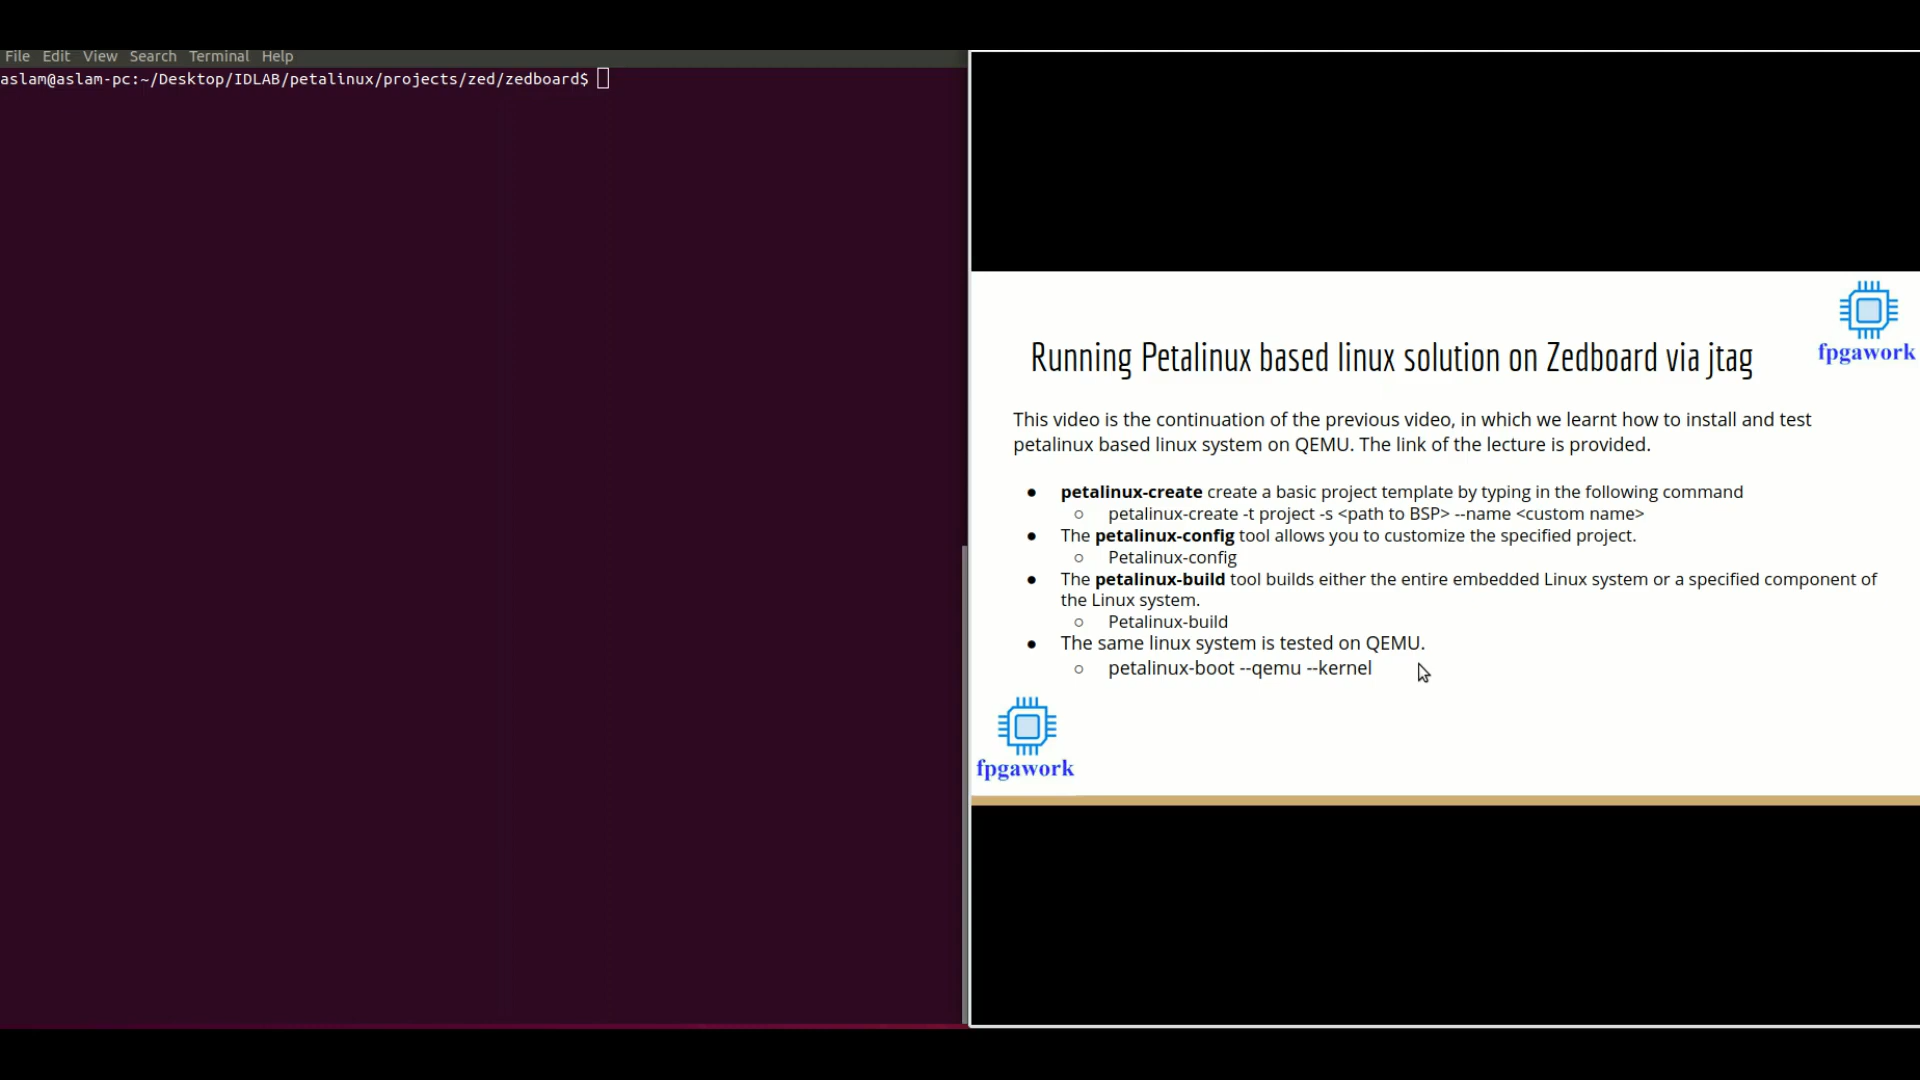 File Edit View Search Terminal Help
aslam@aslam-pc:~/Desktop/IDLAB/petalinux/projects/zed/zedboard$
fpgawork
Running Petalinux based linux solution on Zedboard via jtag
This video is the continuation of the previous video, in which we learnt how to install and test
petalinux based linux system on QEMU. The link of the lecture is provided.
● petalinux-create create a basic project template by typing in the following command
○ petalinux-create -t project -s <path to BSP> --name <custom name>
● The petalinux-config tool allows you to customize the specified project.
○ Petalinux-config
● The petalinux-build tool builds either the entire embedded Linux system or a specified component of
the Linux system.
○ Petalinux-build
● The same linux system is tested on QEMU.
○ petalinux-boot --qemu --kernel
fpgawork